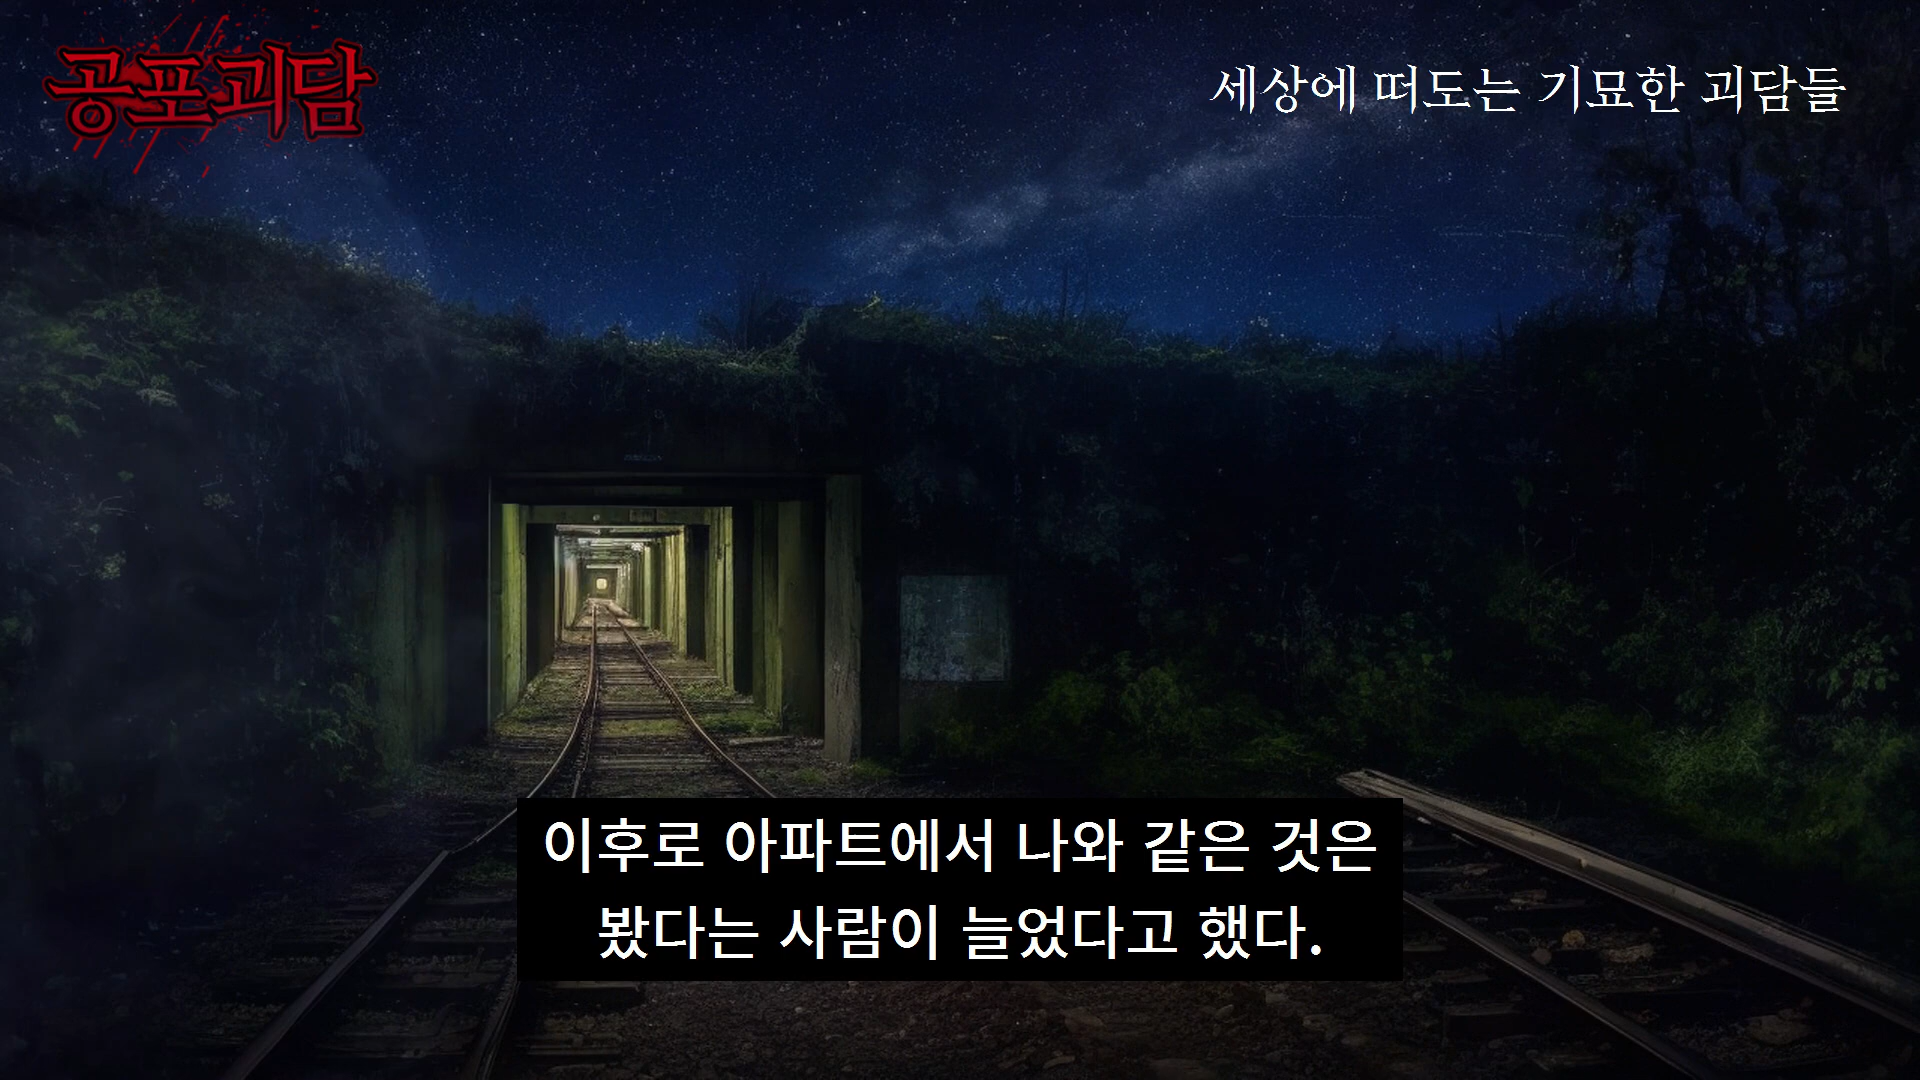 공포괴담
세상에 떠도는 기묘한 괴담들
이후로 아파트에서 나와 같은 것은
봤다는 사람이 늘었다고 했다.